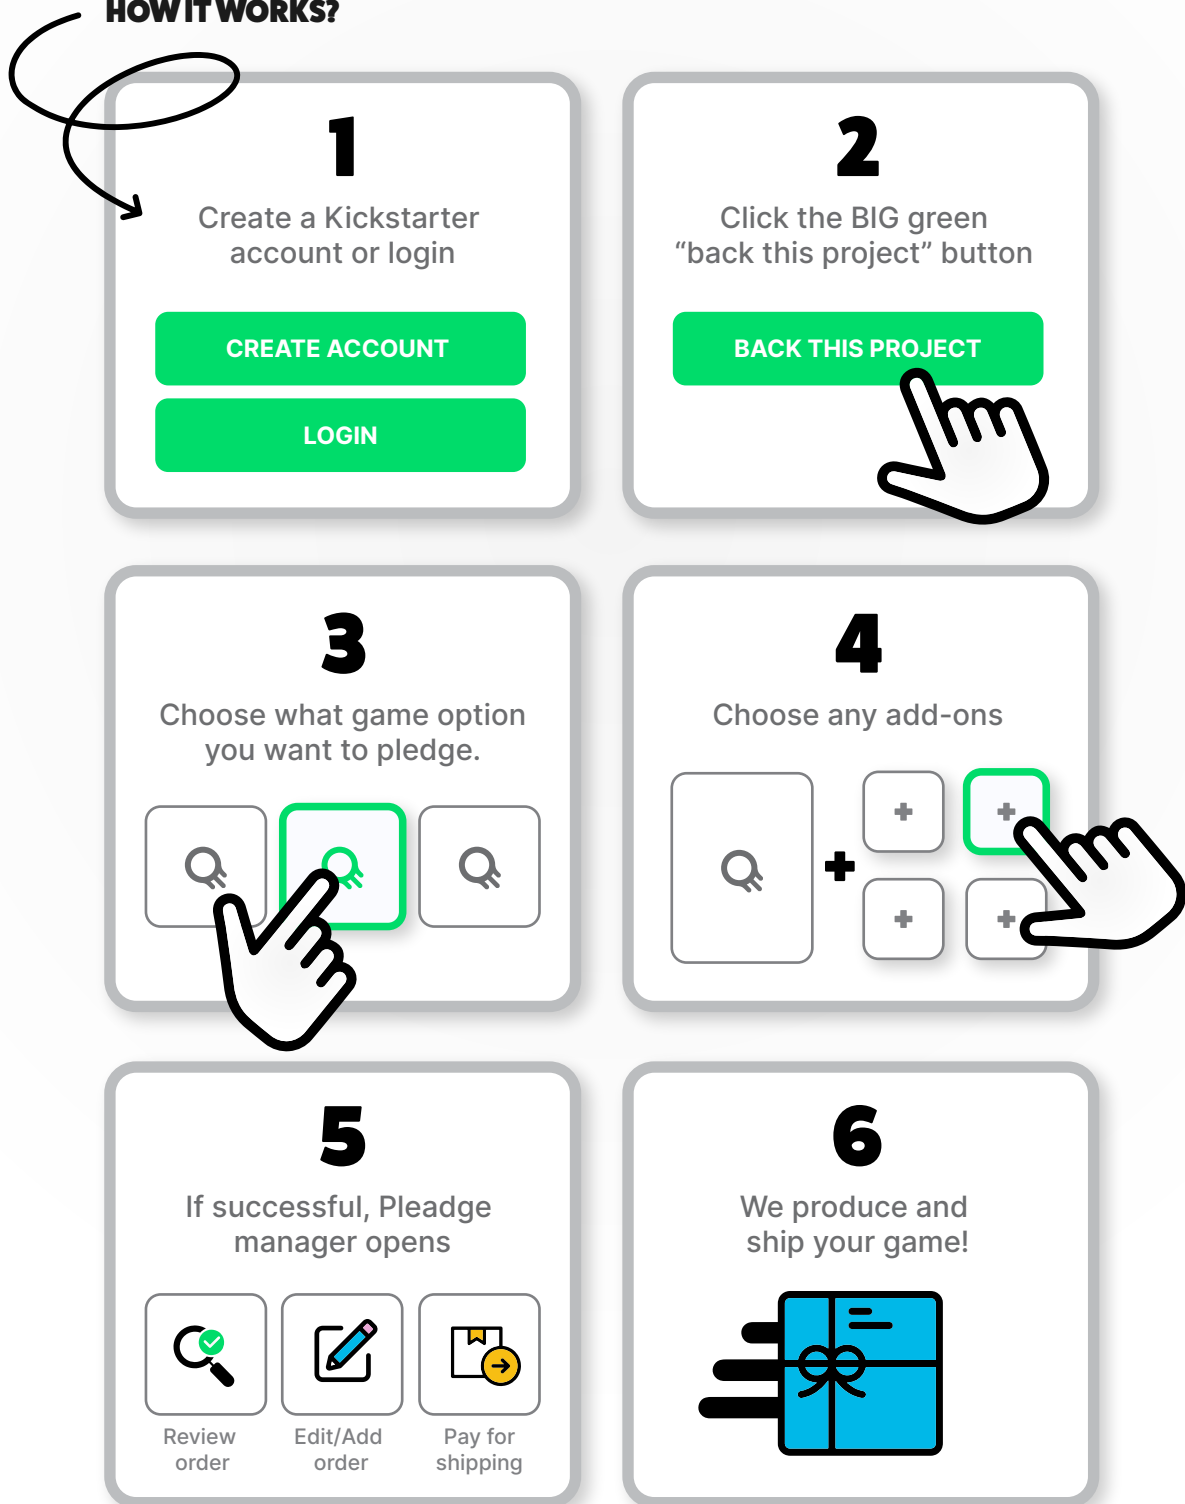 HOW IT WORKS?
1
Create a Kickstarter
account or login
CREATE ACCOUNT
LOGIN
2
Click the BIG green
“back this project” button
BACK THIS PROJECT
3
Choose what game option
you want to pledge.
4
Choose any add-ons
5
If successful, Pleadge
manager opens
Review
order
Edit/Add
order
Pay for
shipping
6
We produce and
ship your game!